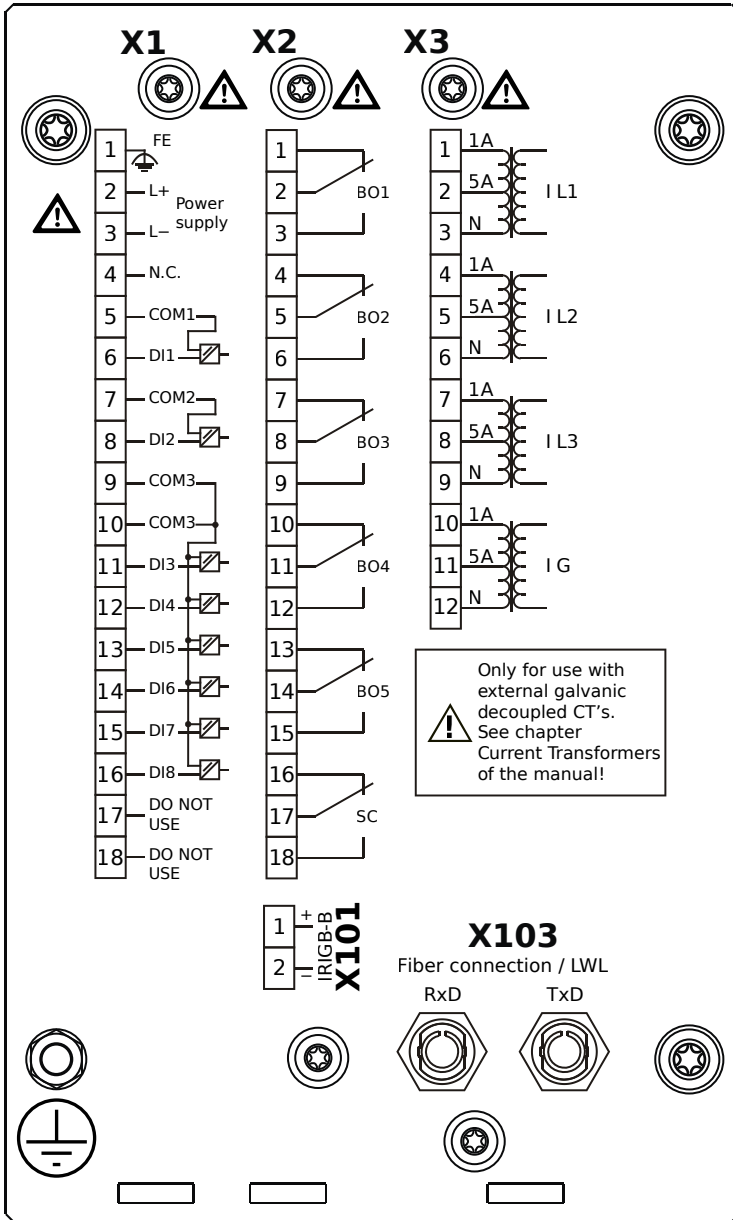 X1
X2
X3
1 FE
2 L+
Power
supply
3 L−
4 N.C.
5 COM1
6 DI1
7 COM2
8 DI2
9 COM3
10 COM3
11 DI3
12 DI4
13 DI5
14 DI6
15 DI7
16 DI8
17 DO NOT
USE
18 DO NOT
USE
1
2 BO1
3
4
5 BO2
6
7
8 BO3
9
10
11 BO4
12
13
14 BO5
15
16
17 SC
18
1 1A
2 5A I L1
3 N
4 1A
5 5A I L2
6 N
7 1A
8 5A I L3
9 N
10 1A
11 5A I G
12 N
Only for use with
external galvanic
decoupled CT's.
See chapter
Current Transformers
of the manual!
1 +
2 −
IRIGB-B
X101
X103
Fiber connection / LWL
RxD TxD